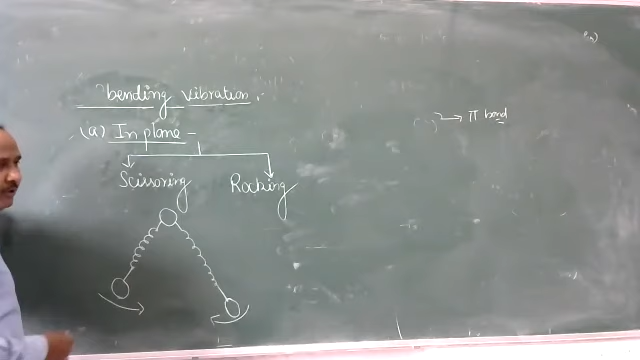 bending vibration.
(a) In plane -
Scissoring Rocking
→ π bond